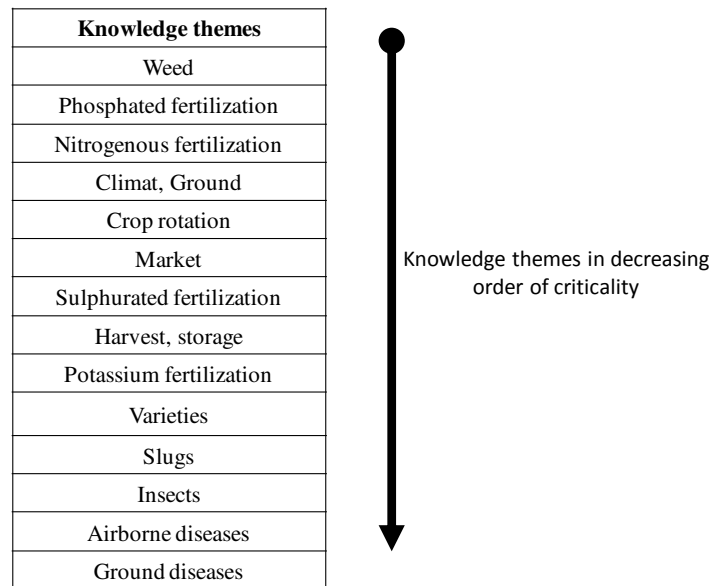 Knowledge themes
Weed
Phosphated fertilization
Nitrogenous fertilization
Climat, Ground
Crop rotation
Market
Sulphurated fertilization
Harvest, storage
Potassium fertilization
Varieties
Slugs
Insects
Airborne diseases
Ground diseases
Knowledge themes in decreasing
order of criticality